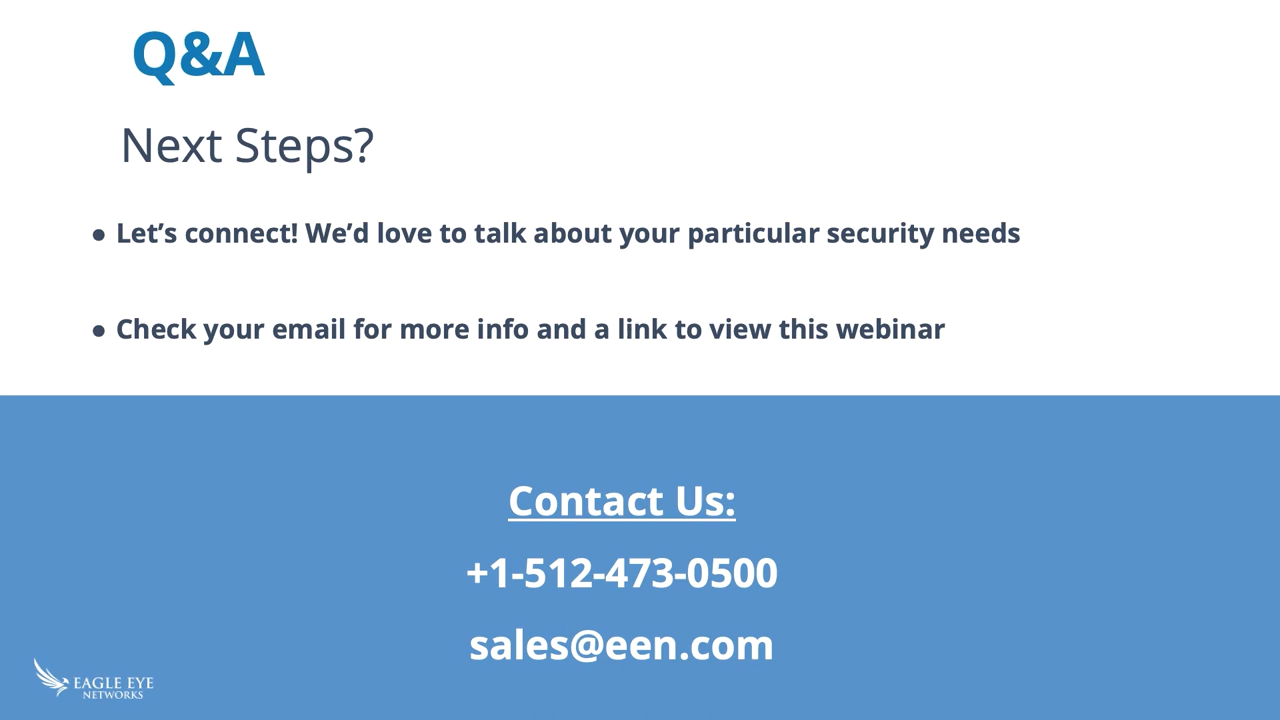 Q&A
Next Steps?
● Let’s connect! We’d love to talk about your particular security needs
● Check your email for more info and a link to view this webinar
Contact Us:
+1-512-473-0500
sales@een.com
EAGLE EYE
NETWORKS